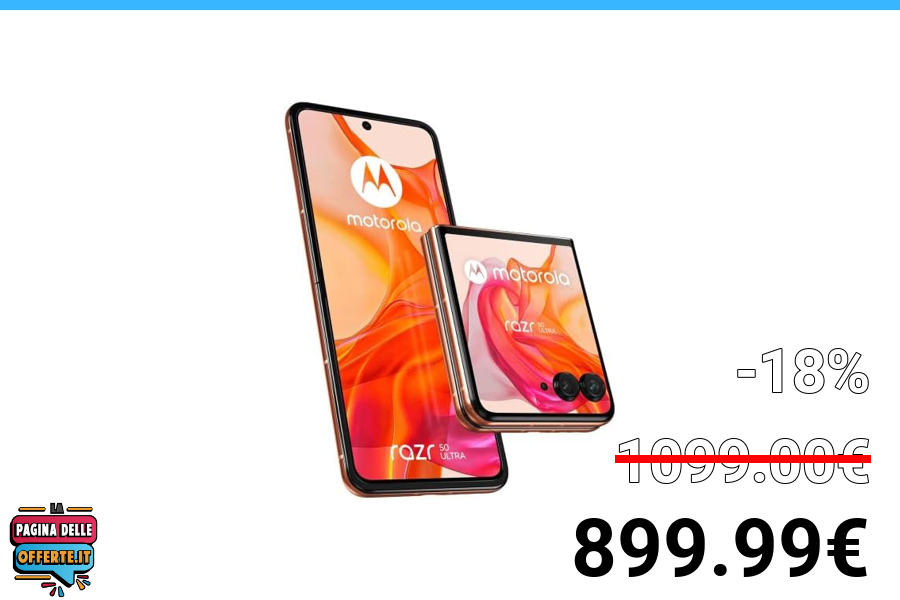 motorola
razr 50 ULTRA
motorola
razr 50 ULTRA
-18%
1099.00€
899.99€
LA
PAGINA DELLE
OFFERTE.IT